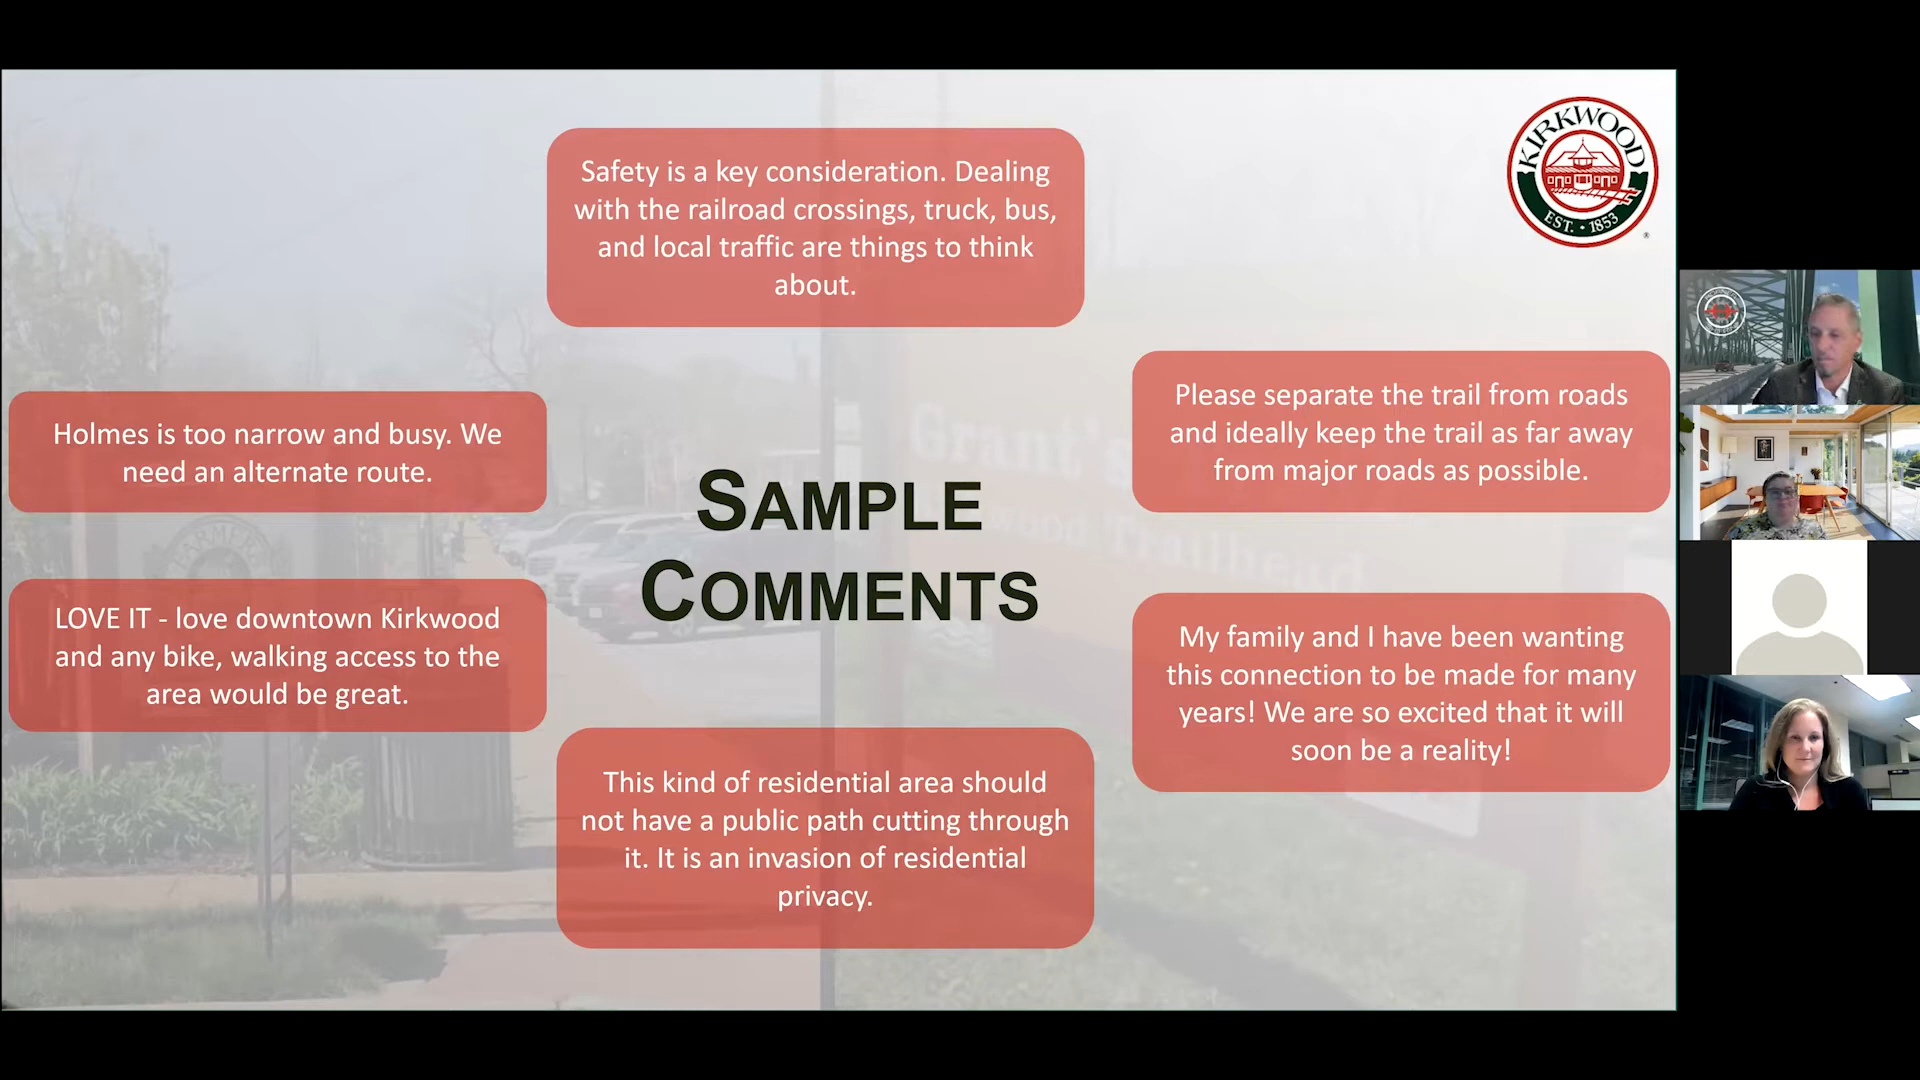 Safety is a key consideration. Dealing
with the railroad crossings, truck, bus,
and local traffic are things to think
about.
KIRKWOOD
EST. • 1853
®
Holmes is too narrow and busy. We
need an alternate route.
Please separate the trail from roads
and ideally keep the trail as far away
from major roads as possible.
SAMPLE
COMMENTS
Grant's
wood Trailhead
FARMERS
LOVE IT - love downtown Kirkwood
and any bike, walking access to the
area would be great.
My family and I have been wanting
this connection to be made for many
years! We are so excited that it will
soon be a reality!
This kind of residential area should
not have a public path cutting through
it. It is an invasion of residential
privacy.